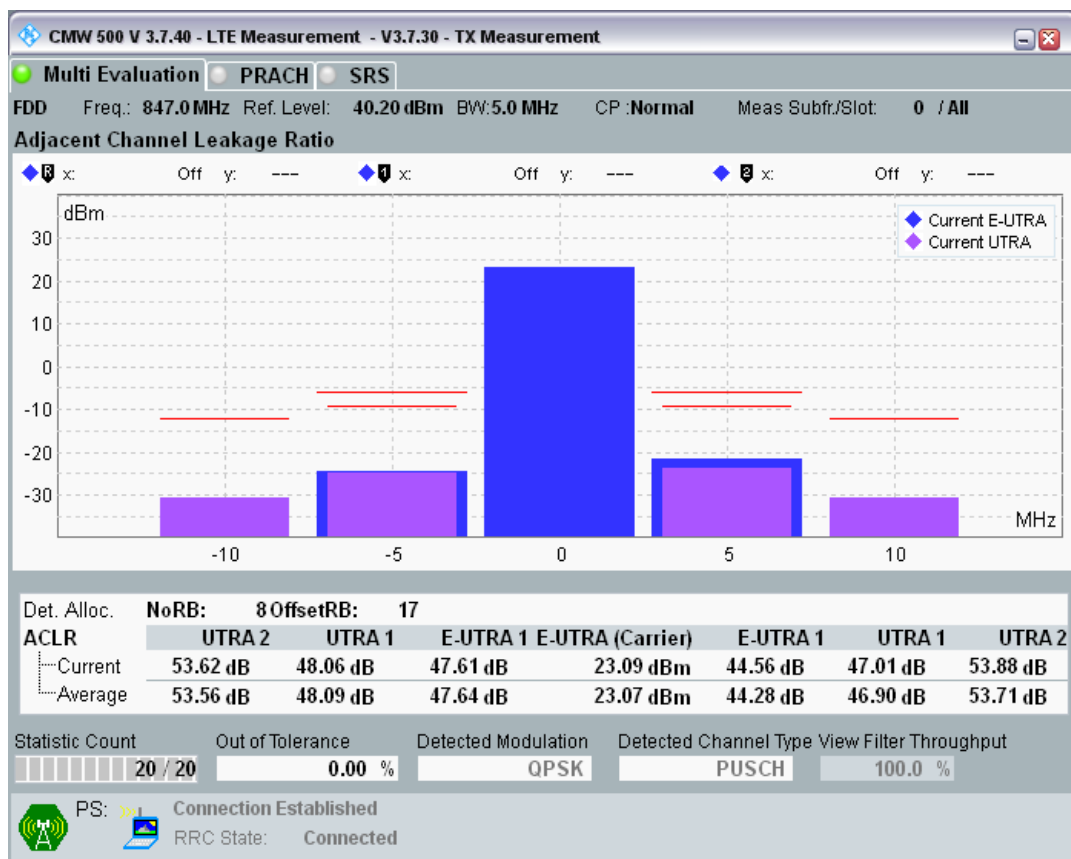 CMW 500 V 3.7.40 - LTE Measurement - V3.7.30 - TX Measurement
Multi Evaluation PRACH SRS
FDD Freq.: 847.0 MHz Ref. Level: 40.20 dBm BW:5.0 MHz CP :Normal Meas Subfr./Slot: 0 / All
Adjacent Channel Leakage Ratio
R x: Off y: --- 1 x: Off y: --- 2 x: Off y: ---
dBm
Current E-UTRA
Current UTRA
30
20
10
0
-10
-20
-30
MHz
-10 -5 0 5 10
Det. Alloc. NoRB: 8 OffsetRB: 17
ACLR UTRA 2 UTRA 1 E-UTRA 1 E-UTRA (Carrier) E-UTRA 1 UTRA 1 UTRA 2
Current 53.62 dB 48.06 dB 47.61 dB 23.09 dBm 44.56 dB 47.01 dB 53.88 dB
Average 53.56 dB 48.09 dB 47.64 dB 23.07 dBm 44.28 dB 46.90 dB 53.71 dB
Statistic Count Out of Tolerance Detected Modulation Detected Channel Type View Filter Throughput
20 / 20 0.00 % QPSK PUSCH 100.0 %
PS: Connection Established
RRC State: Connected